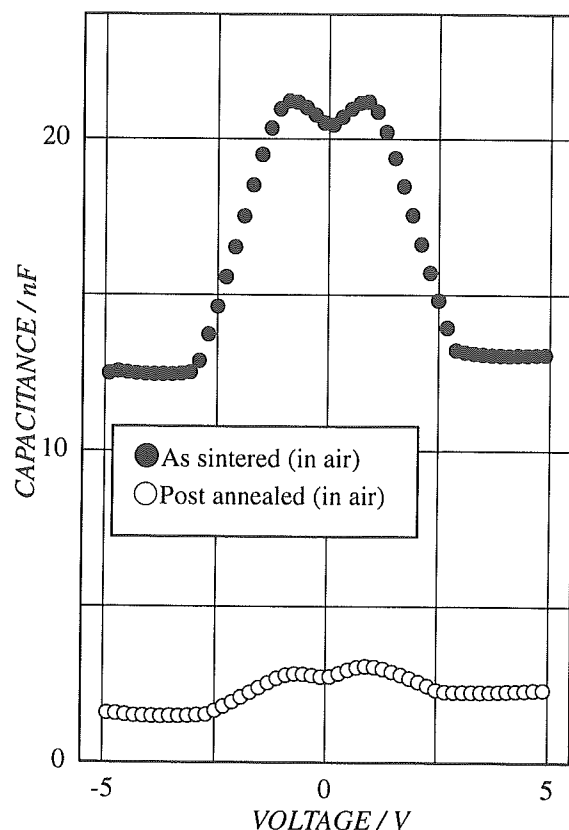 20
10
0
CAPACITANCE / nF
As sintered (in air)
Post annealed (in air)
-5
0
5
VOLTAGE / V